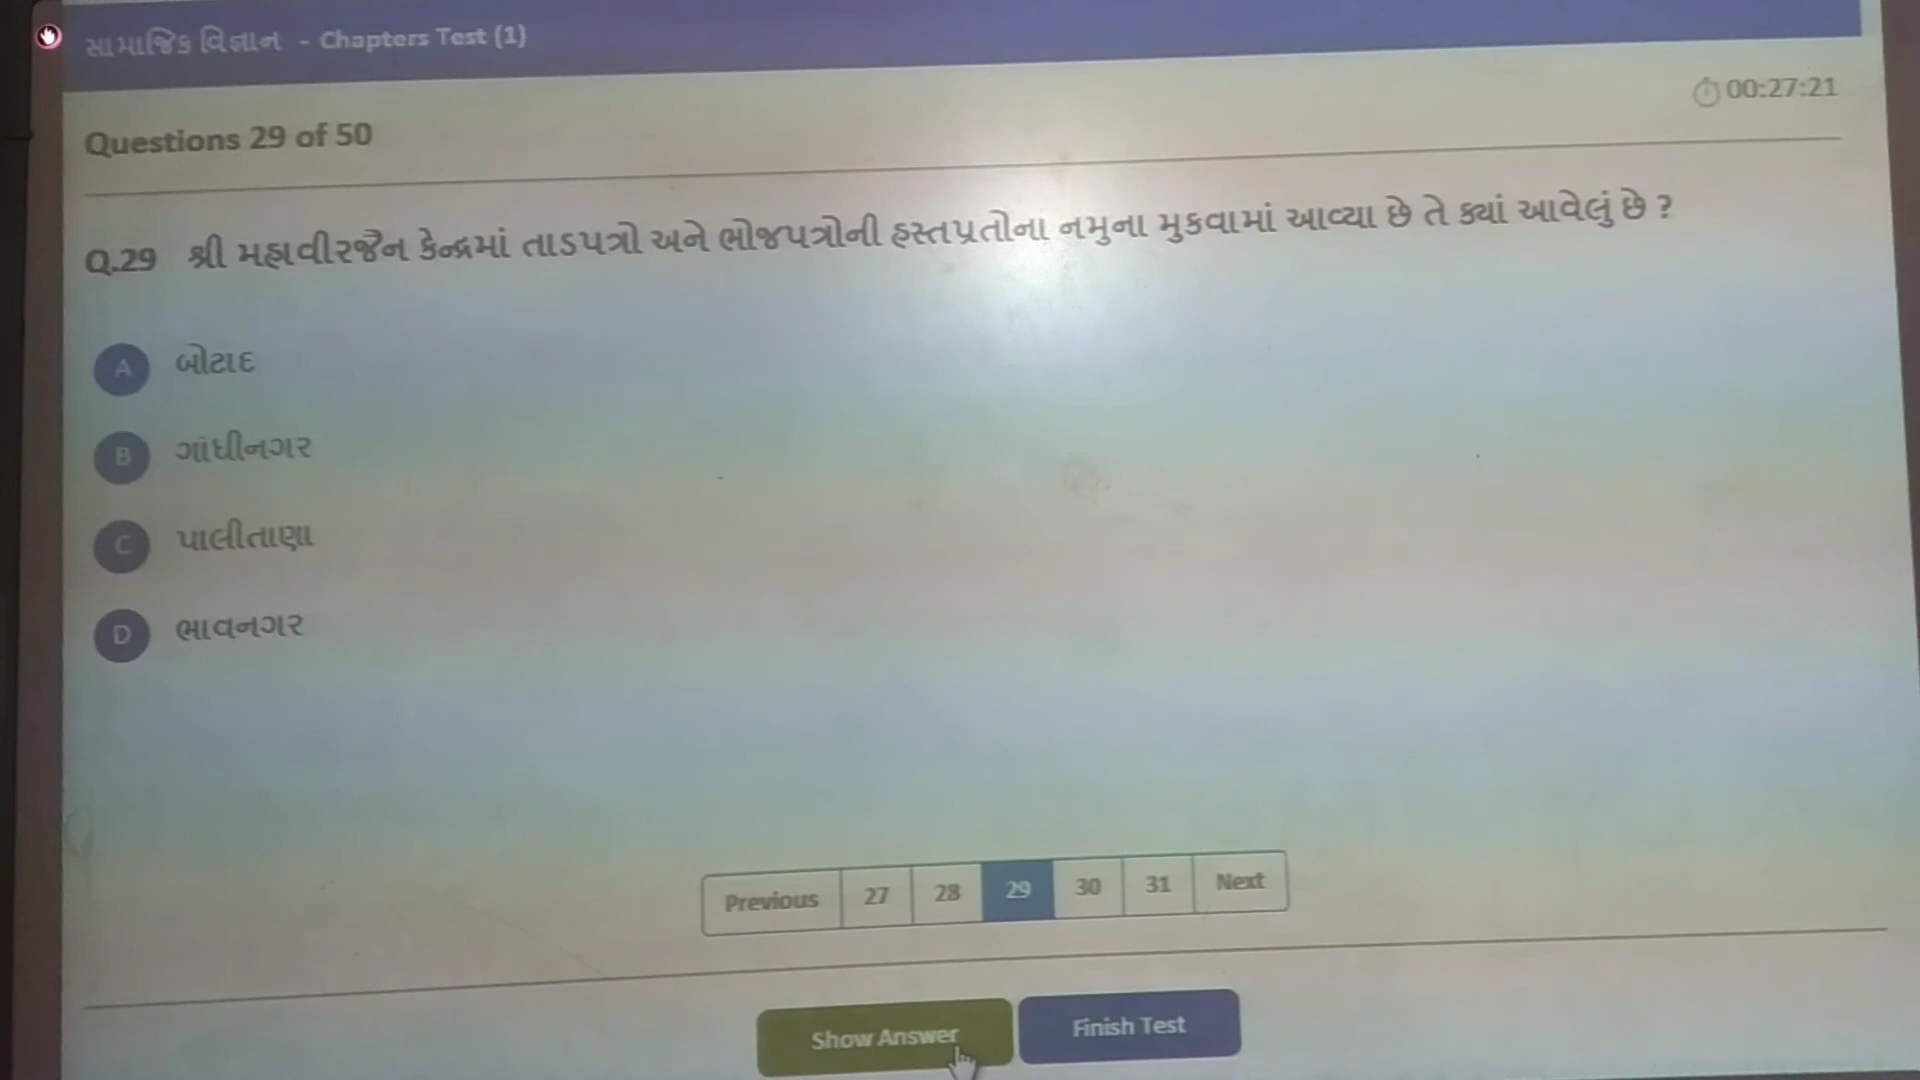 સામાજિક વિજ્ઞાન - Chapters Test (1)
00:27:21
Questions 29 of 50
Q.29 શ્રી મહાવીરજૈન કેન્દ્રમાં તાડપત્રો અને ભોજપત્રોની હસ્તપ્રતોના નમુના મુકવામાં આવ્યા છે તે ક્યાં આવેલું છે ?
A બોટાદ
B ગાંધીનગર
C પાલીતાણા
D ભાવનગર
Previous 27 28 29 30 31 Next
Show Answer Finish Test